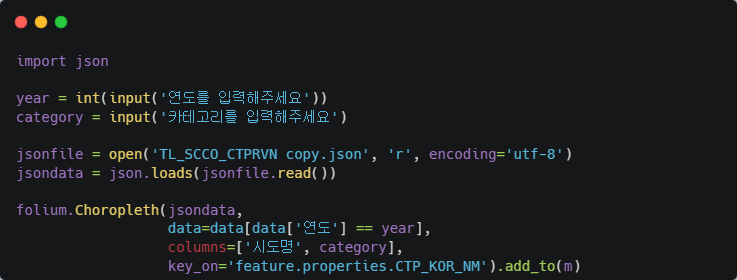 import json
year = int(input('연도를 입력해주세요'))
category = input('카테고리를 입력해주세요')
jsonfile = open('TL_SCCO_CTPRVN copy.json', 'r', encoding='utf-8')
jsondata = json.loads(jsonfile.read())
folium.Choropleth(jsondata,
data=data[data['연도'] == year],
columns=['시도명', category],
key_on='feature.properties.CTP_KOR_NM').add_to(m)